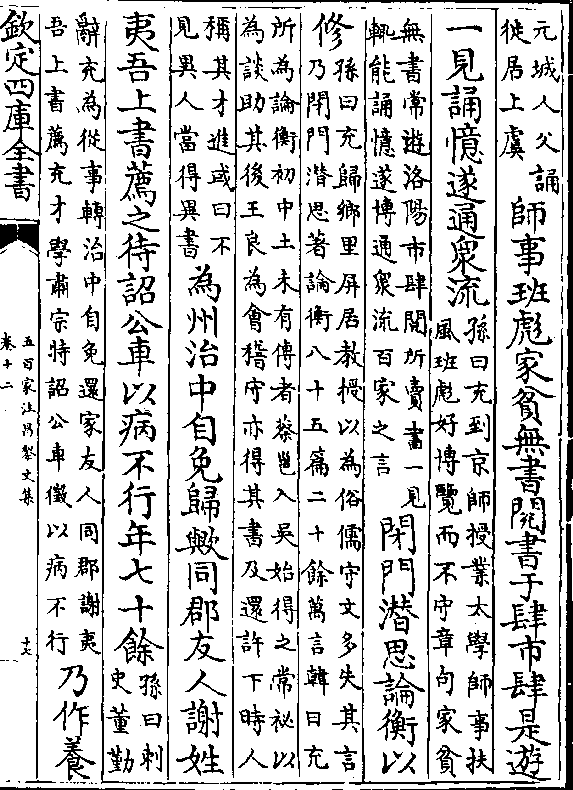 元城人父誦
徙居上虞
師事班彪家貧無書閱書于肆市肆是遊
一見誦憶遂通衆流
孫曰充到京師授業太學師事扶
風班彪好博覽而不守章句家貧
無書常遊洛陽市肆閱所賣書一見
輒能誦憶遂博通衆流百家之言
閉門潛思論衡以
修
孫曰充歸鄉里屏居教授以為俗儒守文多失其言
乃閉門潛思著論衡八十五篇二十餘萬言韓曰充
所為論衡初中土未有傳者蔡邕入吳始得之常祕以
為談助其後王良為會稽守亦得其書及還許下時人
稱其才進或曰不
見異人當得異書
為州治中自免歸歟同郡友人謝姓
夷吾上書薦之待詔公車以病不行年七十餘
孫曰刺
史董勤
辭充為從事轉治中自免還家友人同郡謝夷
吾上書薦充才學肅宗特詔公車徵以病不行
乃作養
欽定四庫全書
五百家注昌黎文集
卷十二
十六